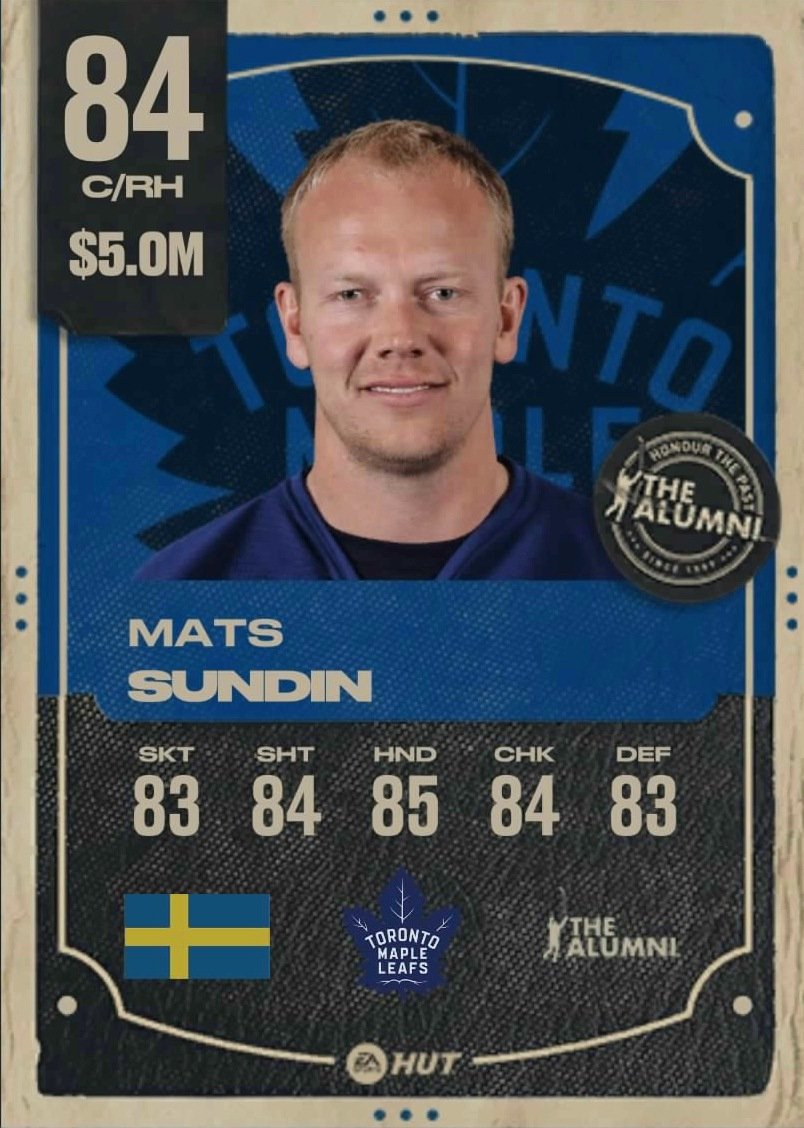 84
C/RH
$5.0M
TORONTO
MAPLE
HONOUR THE PAST
THE
ALUMNI
MATS
SUNDIN
SKT SHT HND CHK DEF
83 84 85 84 83
TORONTO
MAPLE
LEAFS
THE
ALUMNI
EA
HUT